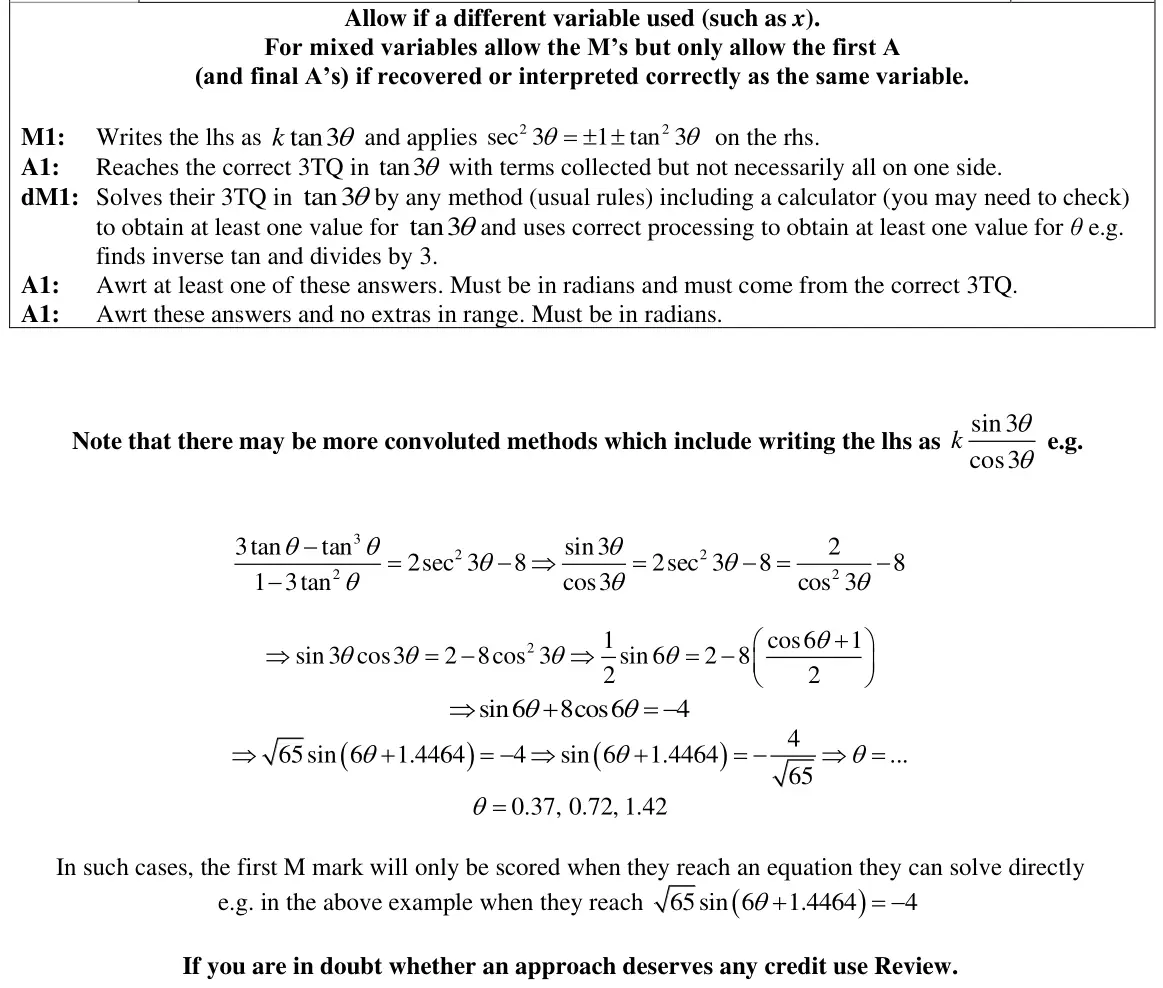 Allow if a different variable used (such as x).
For mixed variables allow the M's but only allow the first A
(and final A's) if recovered or interpreted correctly as the same variable.
M1: Writes the lhs as k tan 3θ and applies sec² 3θ = ±1 ± tan² 3θ on the rhs.
A1: Reaches the correct 3TQ in tan 3θ with terms collected but not necessarily all on one side.
dM1: Solves their 3TQ in tan 3θ by any method (usual rules) including a calculator (you may need to check)
to obtain at least one value for tan 3θ and uses correct processing to obtain at least one value for θ e.g.
finds inverse tan and divides by 3.
A1: Awrt at least one of these answers. Must be in radians and must come from the correct 3TQ.
A1: Awrt these answers and no extras in range. Must be in radians.
Note that there may be more convoluted methods which include writing the lhs as k sin 3θ / cos 3θ e.g.
(3 tan θ − tan³ θ) / (1 − 3 tan² θ) = 2 sec² 3θ − 8 ⇒ sin 3θ / cos 3θ = 2 sec² 3θ − 8 = 2 / cos² 3θ − 8
⇒ sin 3θ cos 3θ = 2 − 8 cos² 3θ ⇒ 1/2 sin 6θ = 2 − 8 ((cos 6θ + 1) / 2)
⇒ sin 6θ + 8 cos 6θ = −4
⇒ √65 sin (6θ + 1.4464) = −4 ⇒ sin (6θ + 1.4464) = − 4/√65 ⇒ θ = ...
θ = 0.37, 0.72, 1.42
In such cases, the first M mark will only be scored when they reach an equation they can solve directly
e.g. in the above example when they reach √65 sin (6θ + 1.4464) = −4
If you are in doubt whether an approach deserves any credit use Review.